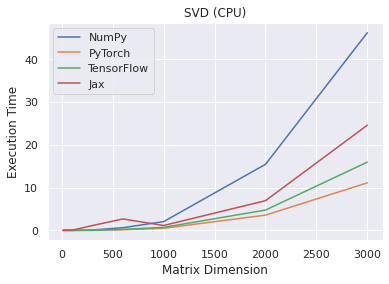 SVD (CPU)
NumPy
PyTorch
TensorFlow
Jax
Execution Time
40
30
20
10
0
0
500
1000
1500
2000
2500
3000
Matrix Dimension